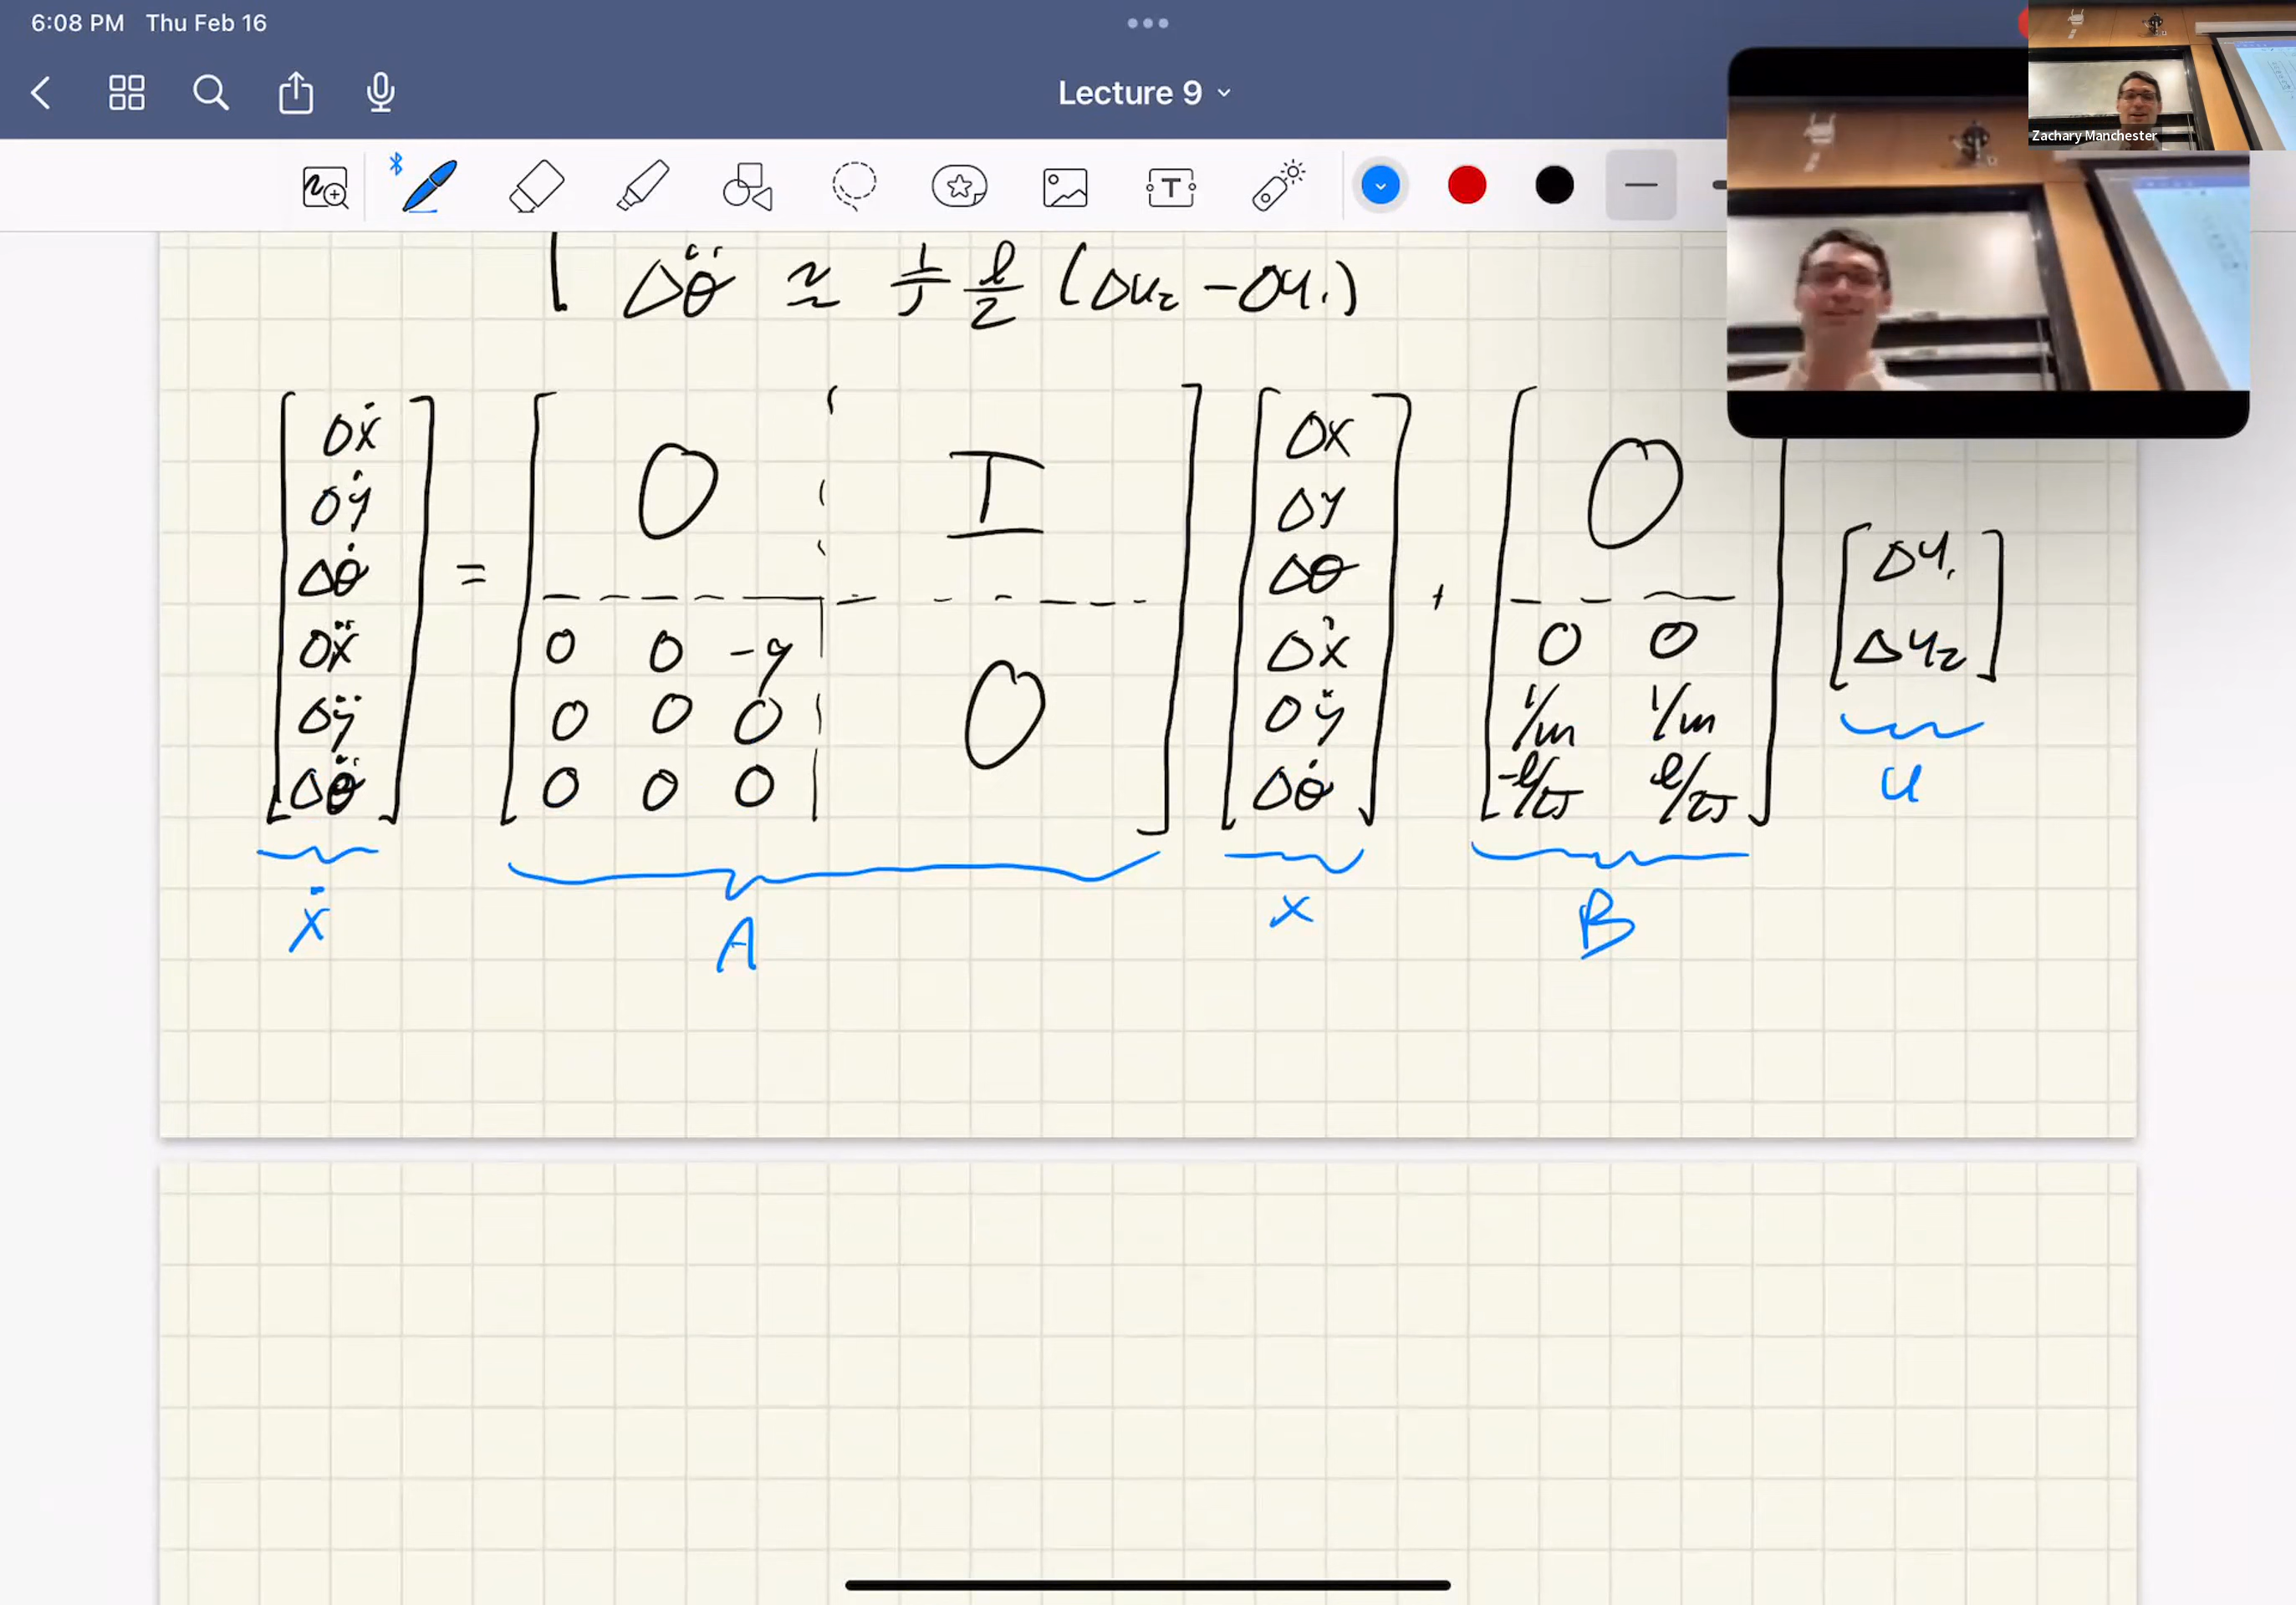 6:08 PM Thu Feb 16
Lecture 9
Zachary Manchester
T
Δθ̈ ≈ 1/J l/2 (Δu₂ - Δu₁)
[Δẋ Δẏ Δθ̇ Δẍ Δÿ Δθ̈] = [0 I; 0 0 -g 0; 0 0 0; 0 0 0] [Δx Δy Δθ Δẋ Δẏ Δθ̇] + [0; 0 0; 1/m 1/m; -l/2J l/2J] [Δu₁ Δu₂]
u
ẋ A x B